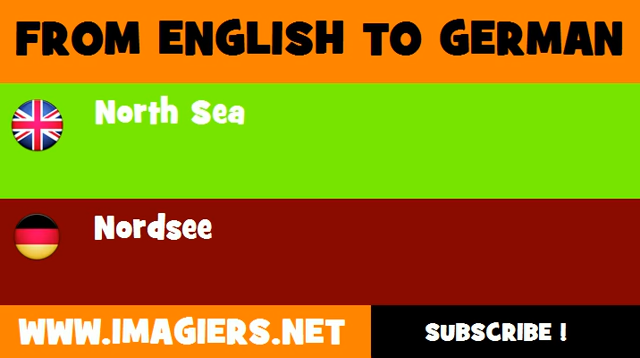 FROM ENGLISH TO GERMAN
North Sea
Nordsee
WWW.IMAGIERS.NET
SUBSCRIBE !